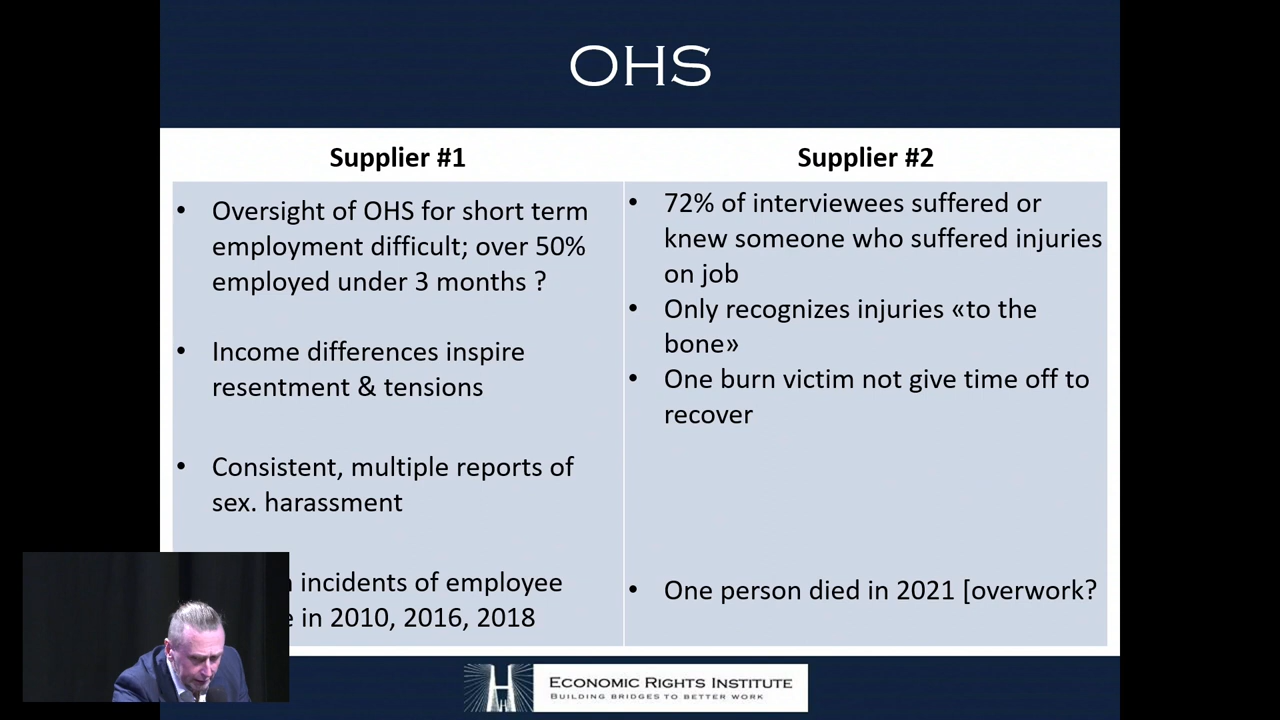 OHS
Supplier #1
Supplier #2
• Oversight of OHS for short term
employment difficult; over 50%
employed under 3 months ?
• Income differences inspire
resentment & tensions
• Consistent, multiple reports of
sex. harassment
incidents of employee
in 2010, 2016, 2018
• 72% of interviewees suffered or
knew someone who suffered injuries
on job
• Only recognizes injuries «to the
bone»
• One burn victim not give time off to
recover
• One person died in 2021 [overwork?
ECONOMIC RIGHTS INSTITUTE
BUILDING BRIDGES TO BETTER WORK